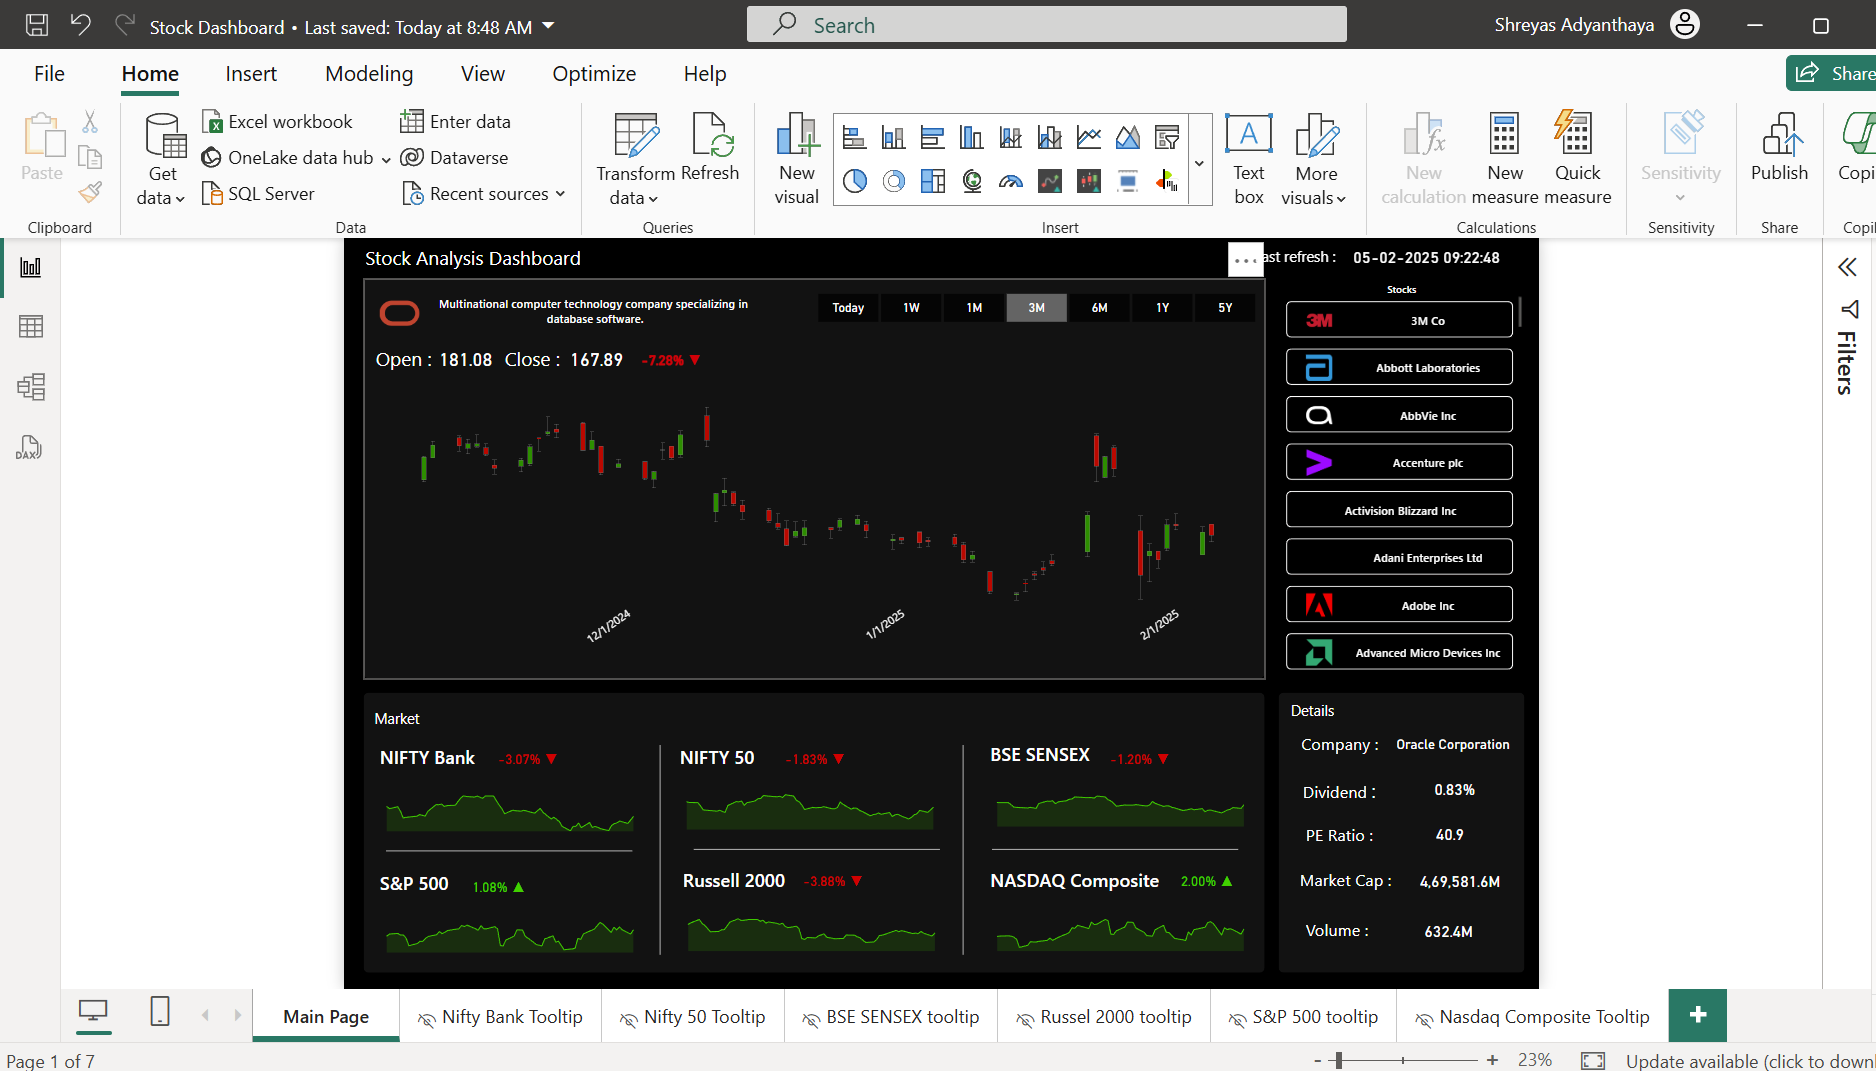 Stock Dashboard • Last saved: Today at 8:48 AM
Search
Shreyas Adyanthaya
File
Home
Insert
Modeling
View
Optimize
Help
Share
Paste
Clipboard
Get data
Excel workbook
OneLake data hub
SQL Server
Enter data
Dataverse
Recent sources
Data
Transform data
Refresh
Queries
New visual
A
Text box
More visuals
Insert
New calculation
New measure
Quick measure
Calculations
Sensitivity
Sensitivity
Publish
Share
Copi
Copil
DAX
Stock Analysis Dashboard
... ast refresh : 05-02-2025 09:22:48
Multinational computer technology company specializing in
database software.
Today 1W 1M 3M 6M 1Y 5Y
Open : 181.08 Close : 167.89 -7.28% ▼
12/1/2024
1/1/2025
2/1/2025
Stocks
3M 3M Co
Abbott Laboratories
AbbVie Inc
Accenture plc
Activision Blizzard Inc
Adani Enterprises Ltd
Adobe Inc
Advanced Micro Devices Inc
Filters
Market
NIFTY Bank -3.07% ▼
NIFTY 50 -1.83% ▼
BSE SENSEX -1.20% ▼
S&P 500 1.08% ▲
Russell 2000 -3.88% ▼
NASDAQ Composite 2.00% ▲
Details
Company : Oracle Corporation
Dividend : 0.83%
PE Ratio : 40.9
Market Cap : 4,69,581.6M
Volume : 632.4M
Main Page
Nifty Bank Tooltip
Nifty 50 Tooltip
BSE SENSEX tooltip
Russel 2000 tooltip
S&P 500 tooltip
Nasdaq Composite Tooltip
+
Page 1 of 7
- + 23%
Update available (click to down